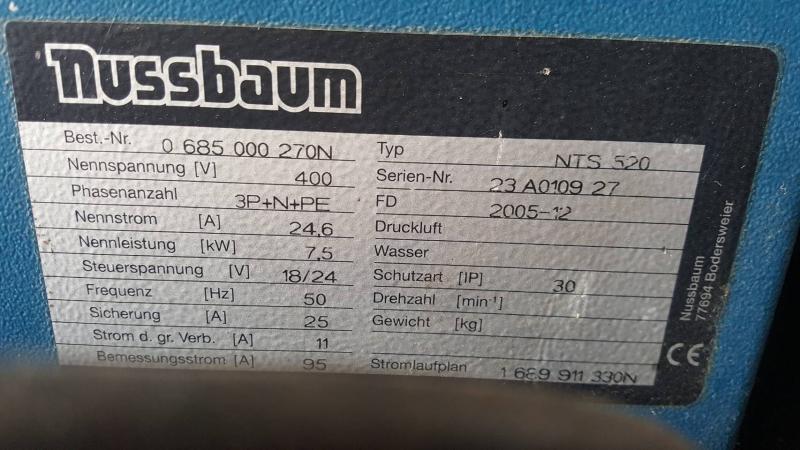 nussbaum
Best.-Nr. 0 685 000 270N
Nennspannung [V] 400
Phasenanzahl 3P+N+PE
Nennstrom [A] 24,6
Nennleistung [kW] 7,5
Steuerspannung [V] 18/24
Frequenz [Hz] 50
Sicherung [A] 25
Strom d. gr. Verb. [A] 11
Bemessungsstrom [A] 95
Typ NTS 520
Serien-Nr. 23 A0109 27
FD 2005-12
Druckluft
Wasser
Schutzart [IP] 30
Drehzahl [min-¹]
Gewicht [kg]
Stromlaufplan 1 689 911 330N
Nussbaum
77694 Bodersweier
CE